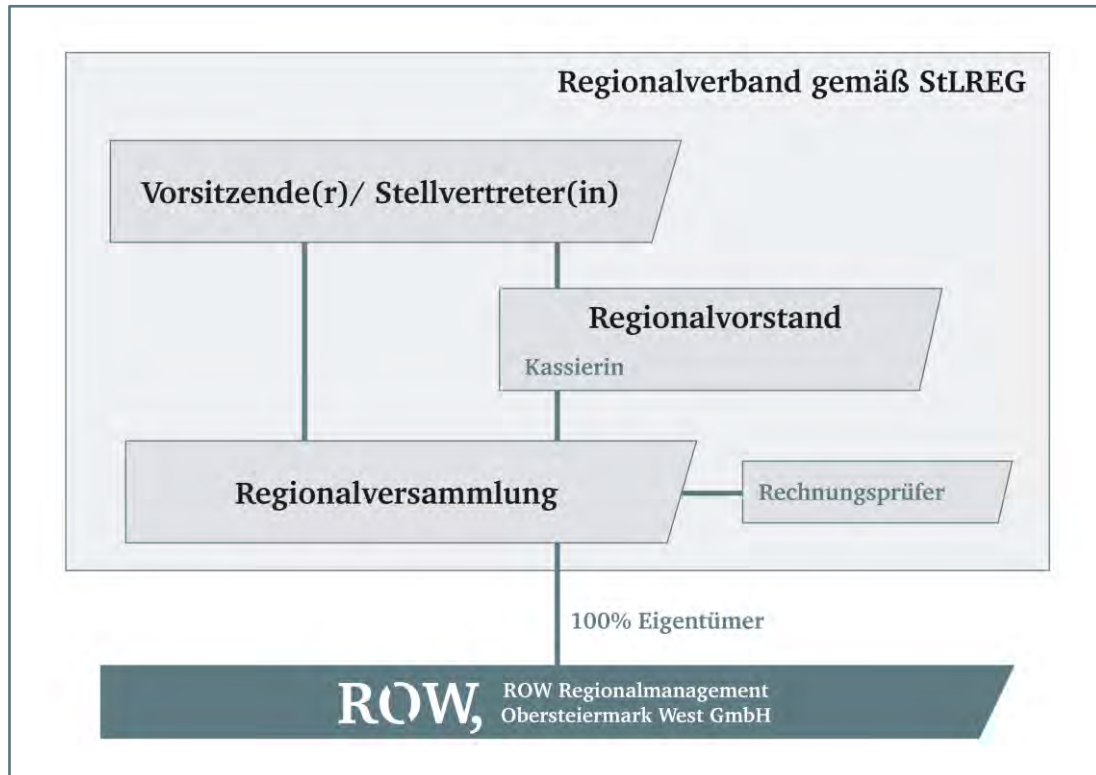 Regionalverband gemäß StLREG
Vorsitzende(r)/ Stellvertreter(in)
Regionalvorstand
Kassierin
Regionalversammlung
Rechnungsprüfer
100% Eigentümer
ROW,
ROW Regionalmanagement
Obersteiermark West GmbH